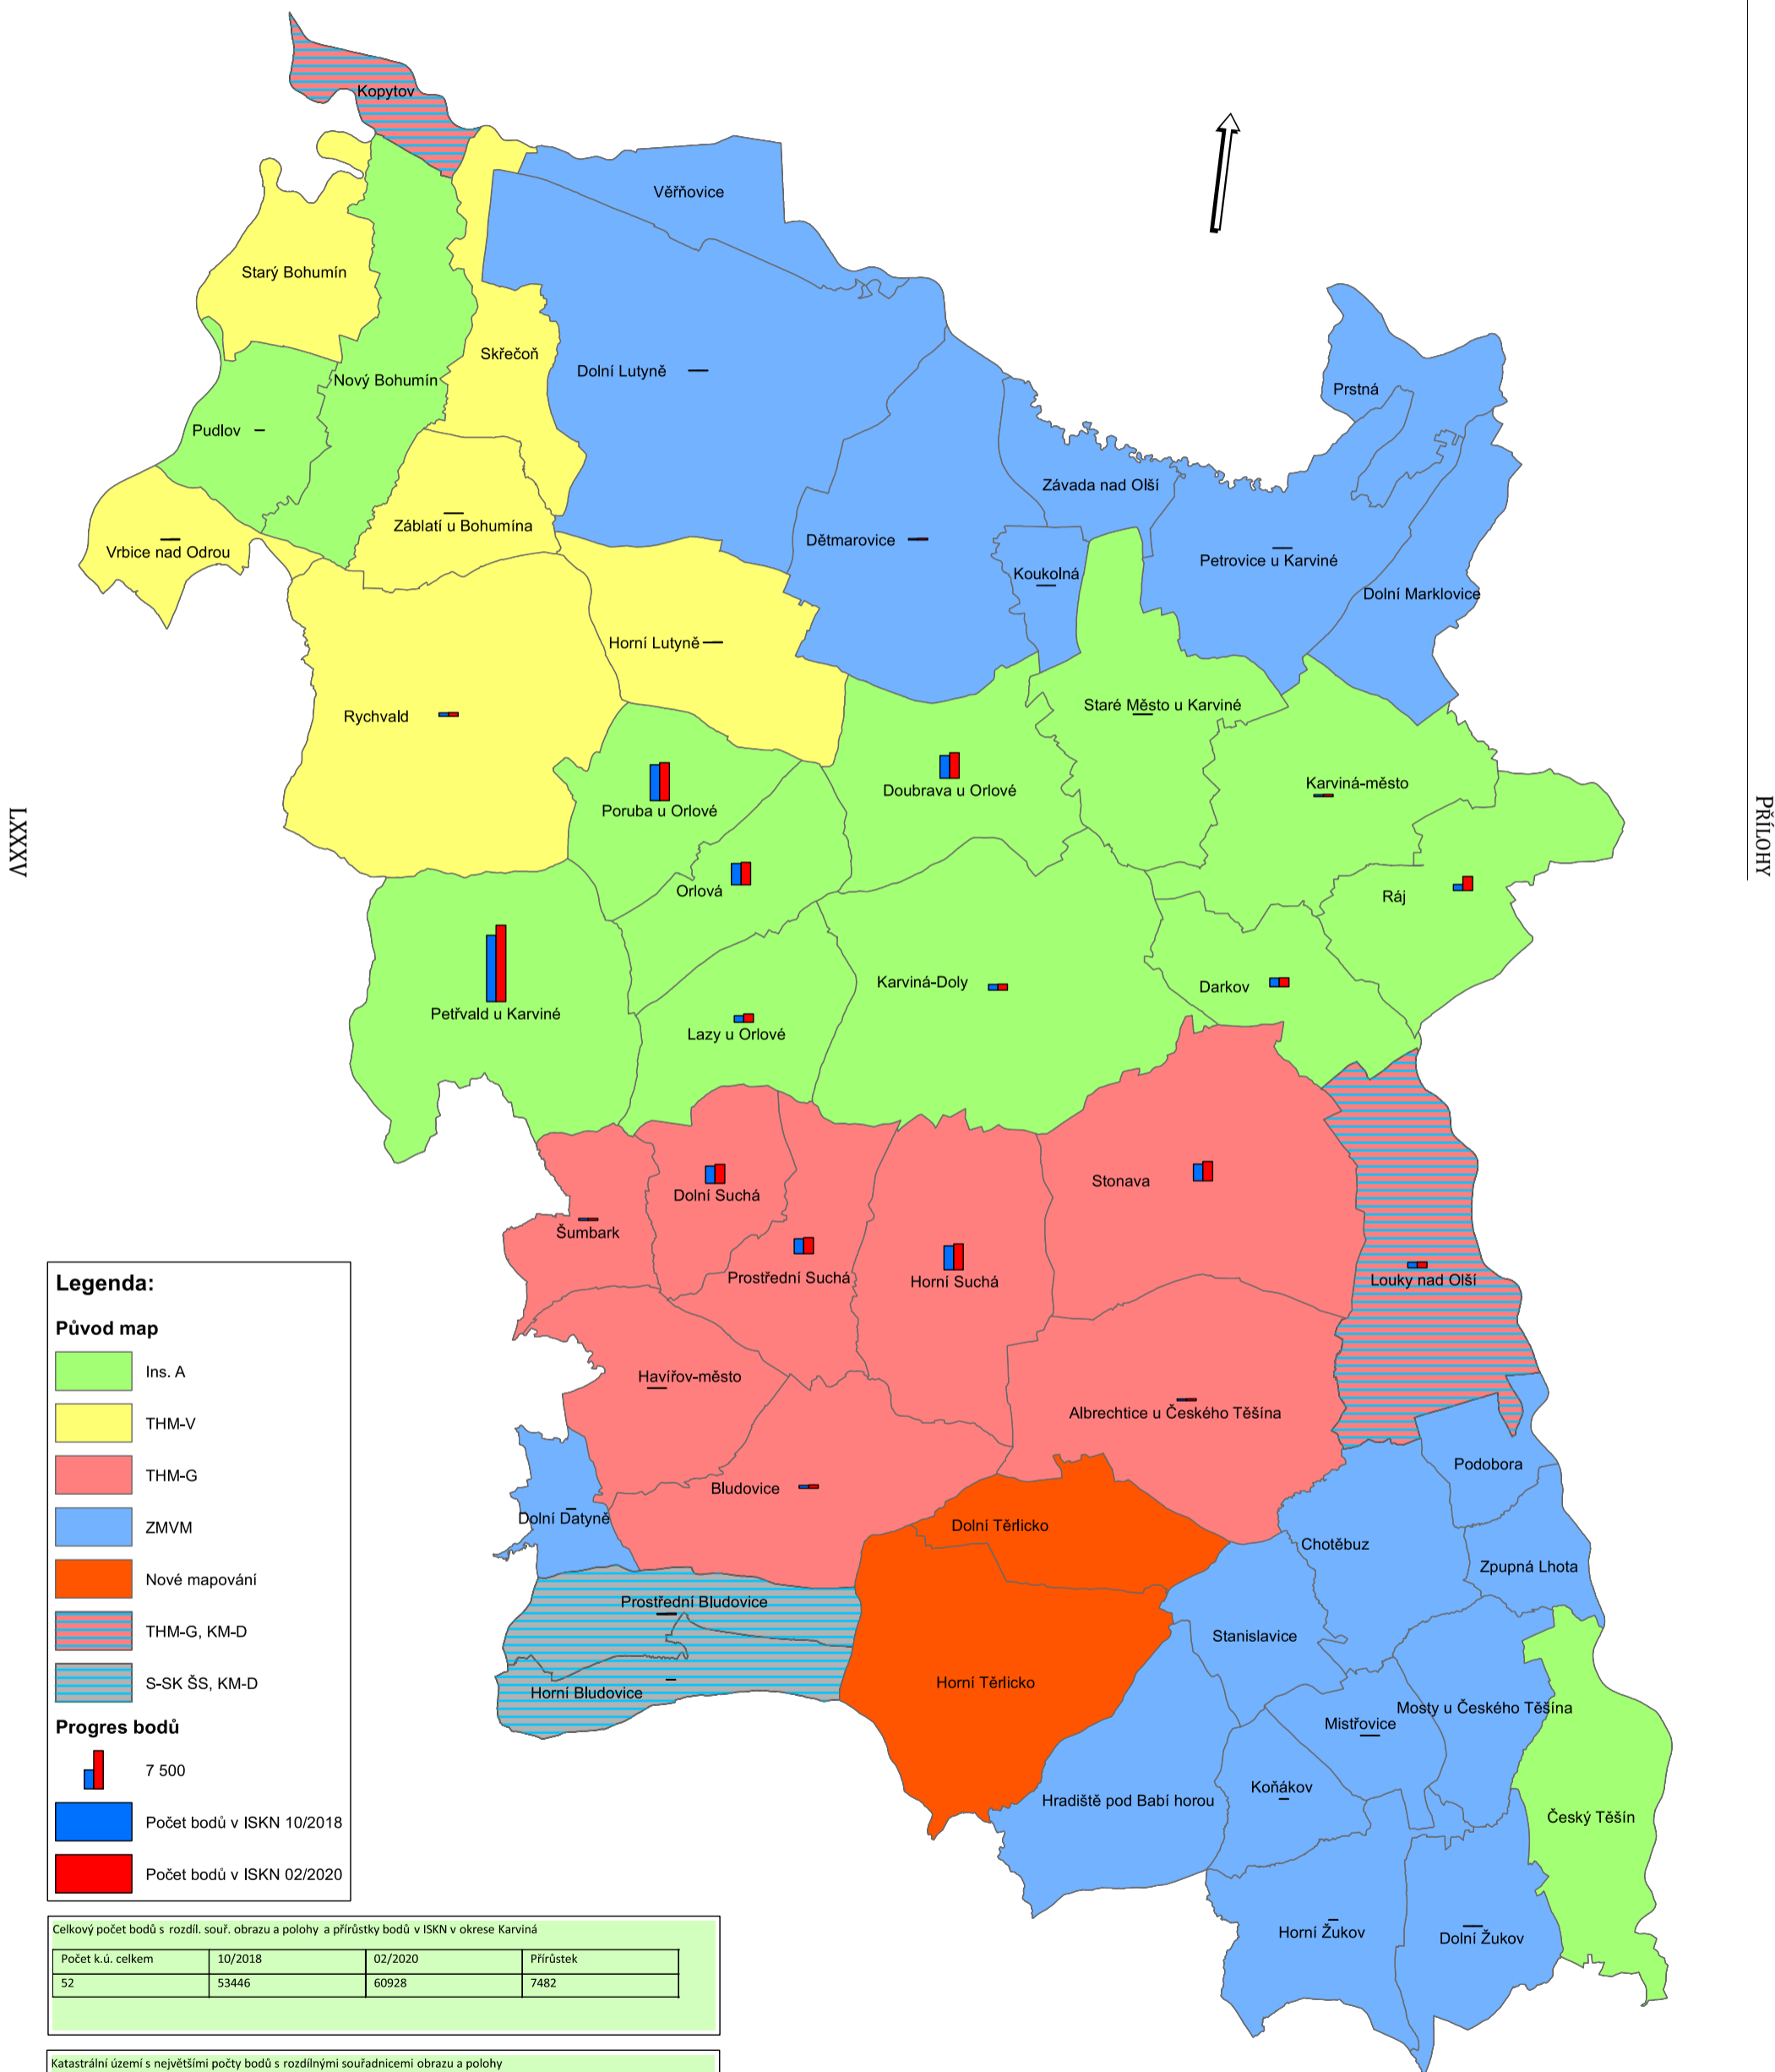 Kopytov
Věřňovice
Starý Bohumín
Skřečoň
Dolní Lutyně
Nový Bohumín
Prstná
Pudlov
Závada nad Olší
Záblatí u Bohumína
Dětmarovice
Vrbice nad Odrou
Petrovice u Karviné
Koukolná
Dolní Marklovice
Horní Lutyně
Staré Město u Karviné
Rychvald
Karviná-město
Doubrava u Orlové
Poruba u Orlové
PŘÍLOHY
LXXXV
Orlová
Ráj
Karviná-Doly
Darkov
Petřvald u Karviné
Lazy u Orlové
Stonava
Dolní Suchá
Šumbark
Prostřední Suchá
Horní Suchá
Louky nad Olší
Havířov-město
Albrechtice u Českého Těšína
Podobora
Bludovice
Dolní Datyně
Dolní Těrlicko
Chotěbuz
Zpupná Lhota
Prostřední Bludovice
Stanislavice
Horní Těrlicko
Horní Bludovice
Mosty u Českého Těšína
Mistřovice
Koňákov
Hradiště pod Babí horou
Český Těšín
Horní Žukov
Dolní Žukov
Legenda:
Původ map
Ins. A
THM-V
THM-G
ZMVM
Nové mapování
THM-G, KM-D
S-SK ŠS, KM-D
Progres bodů
7 500
Počet bodů v ISKN 10/2018
Počet bodů v ISKN 02/2020
Celkový počet bodů s rozdíl. souř. obrazu a polohy a přírůstky bodů v ISKN v okrese Karviná
Počet k.ú. celkem 10/2018 02/2020 Přírůstek
52 53446 60928 7482
Katastrální území s největšími počty bodů s rozdílnými souřadnicemi obrazu a polohy